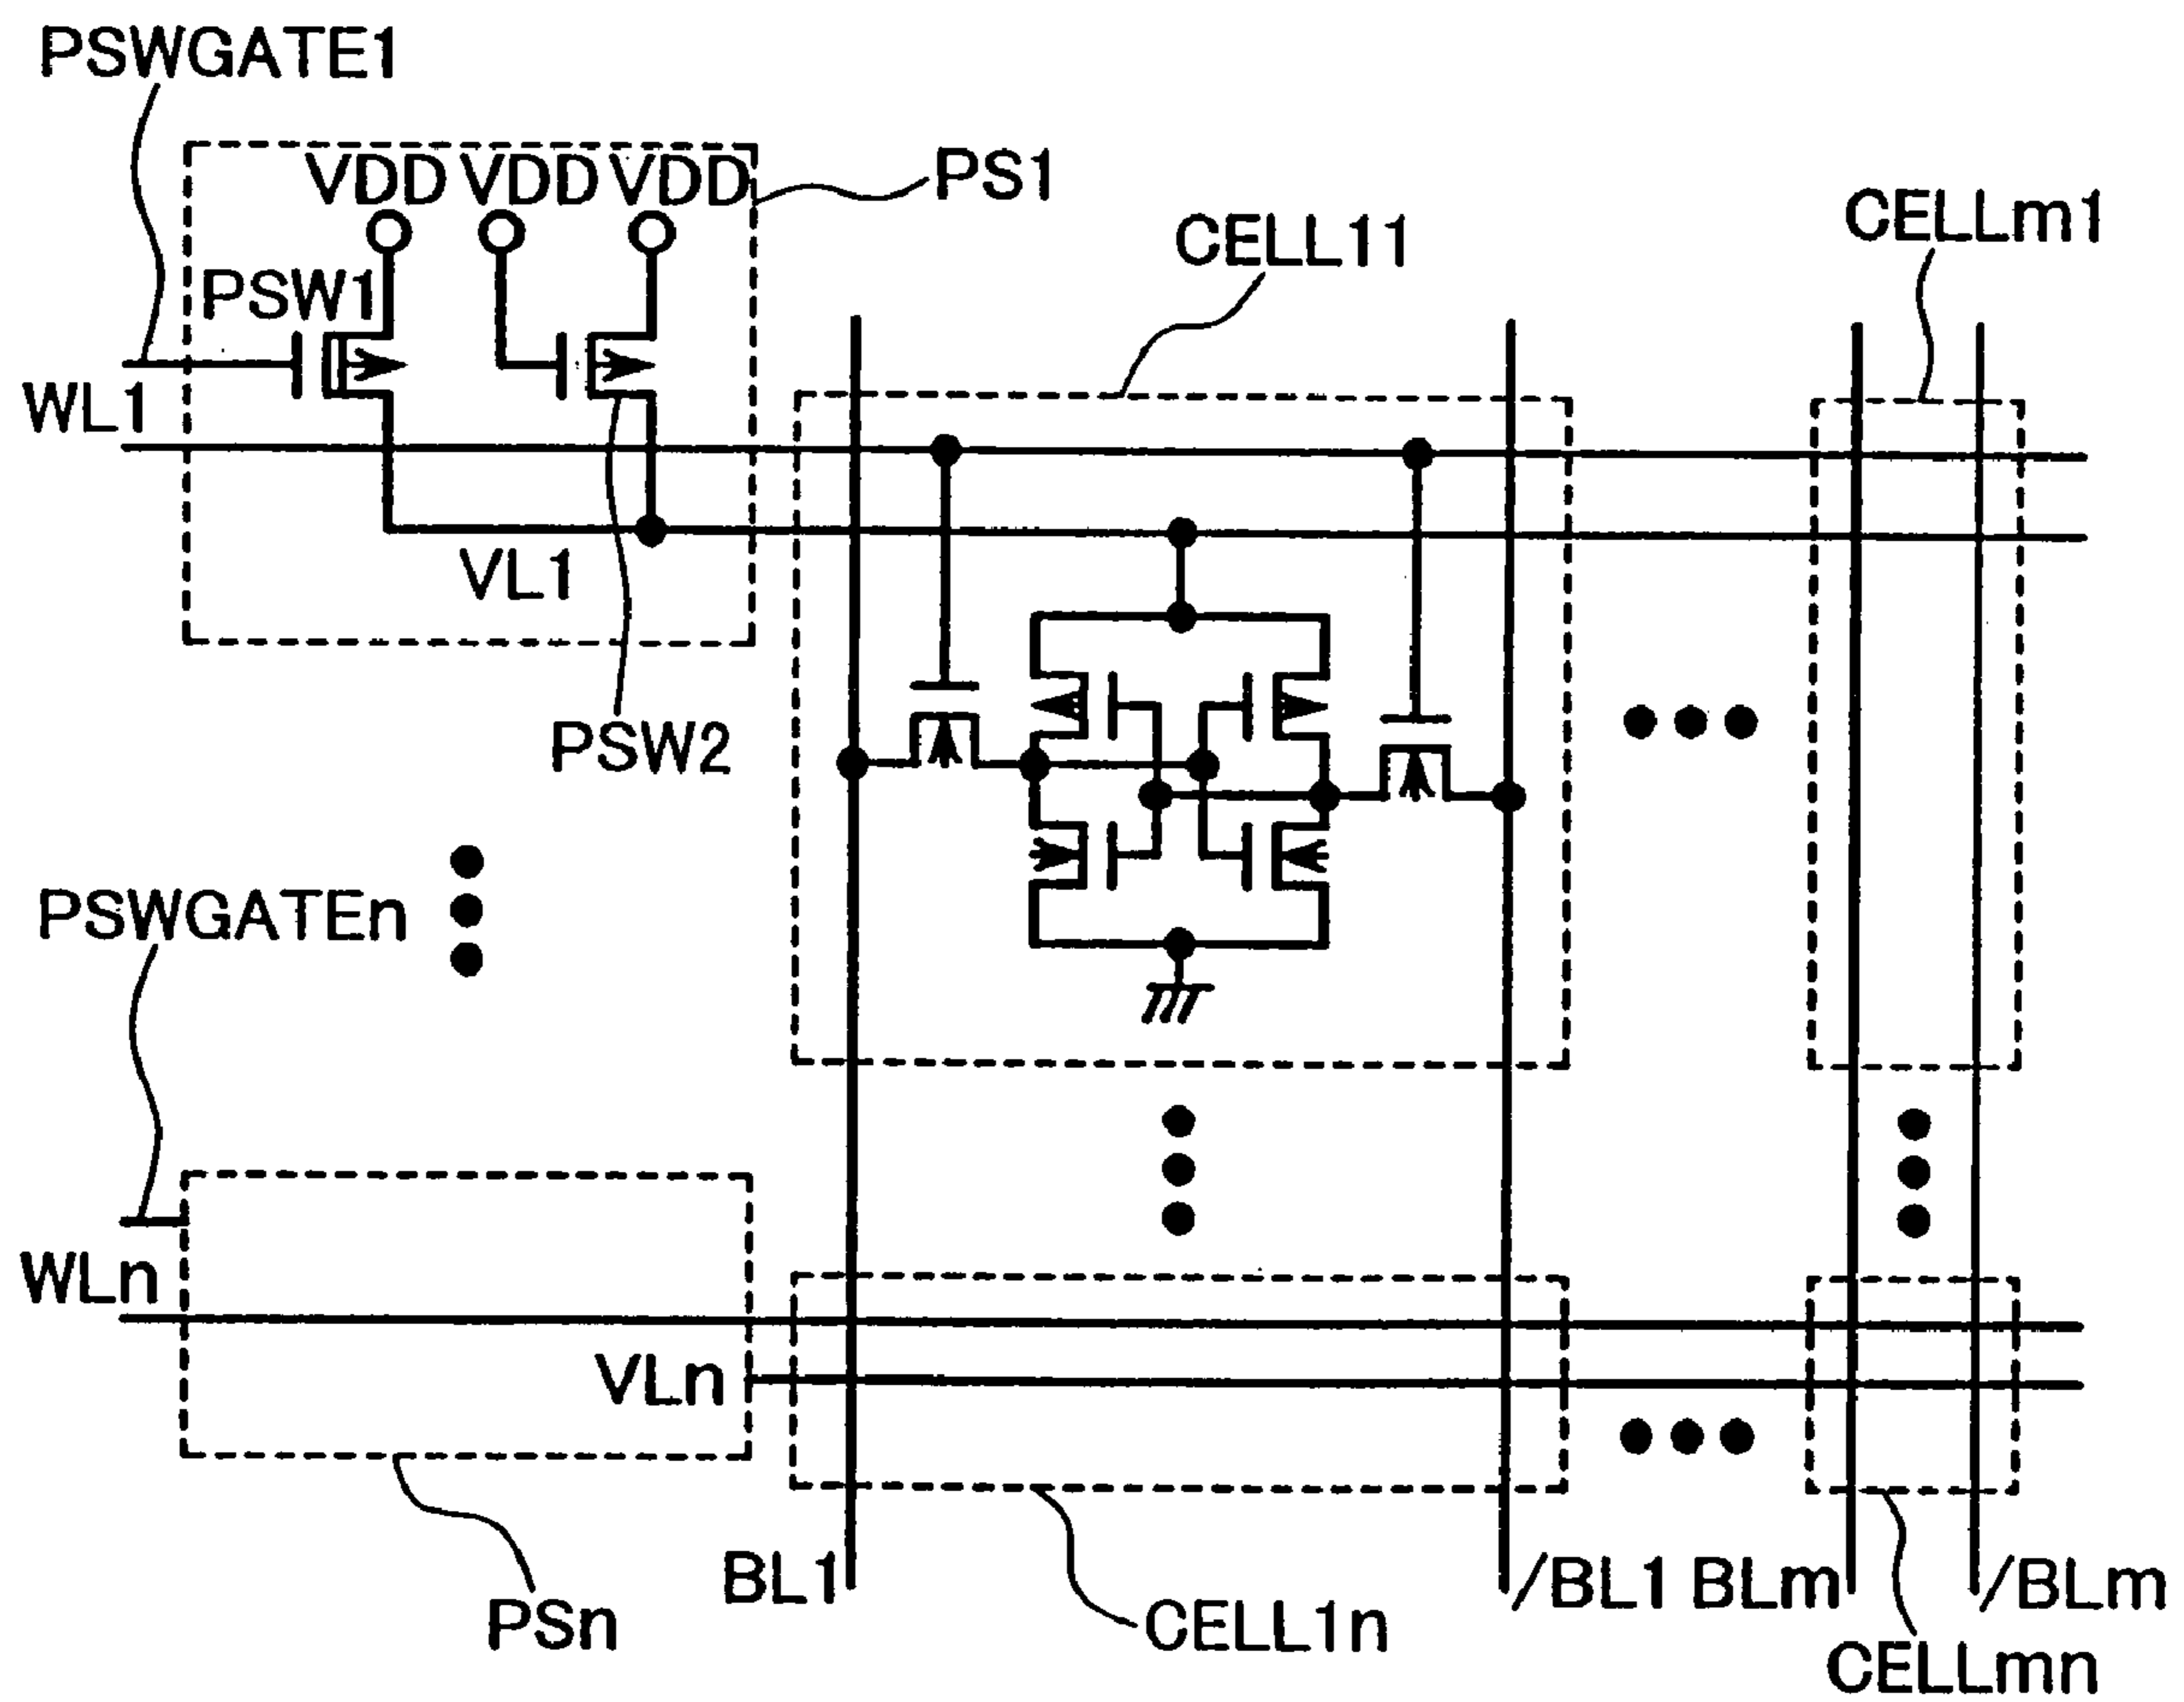 PSWGATE1
VDD VDD VDD
PS1
CELL11
CELLm1
PSW1
WL1
VL1
PSW2
PSWGATEn
WLn
VLn
BL1
/BL1
BLm
/BLm
PSn
CELL1n
CELLmn